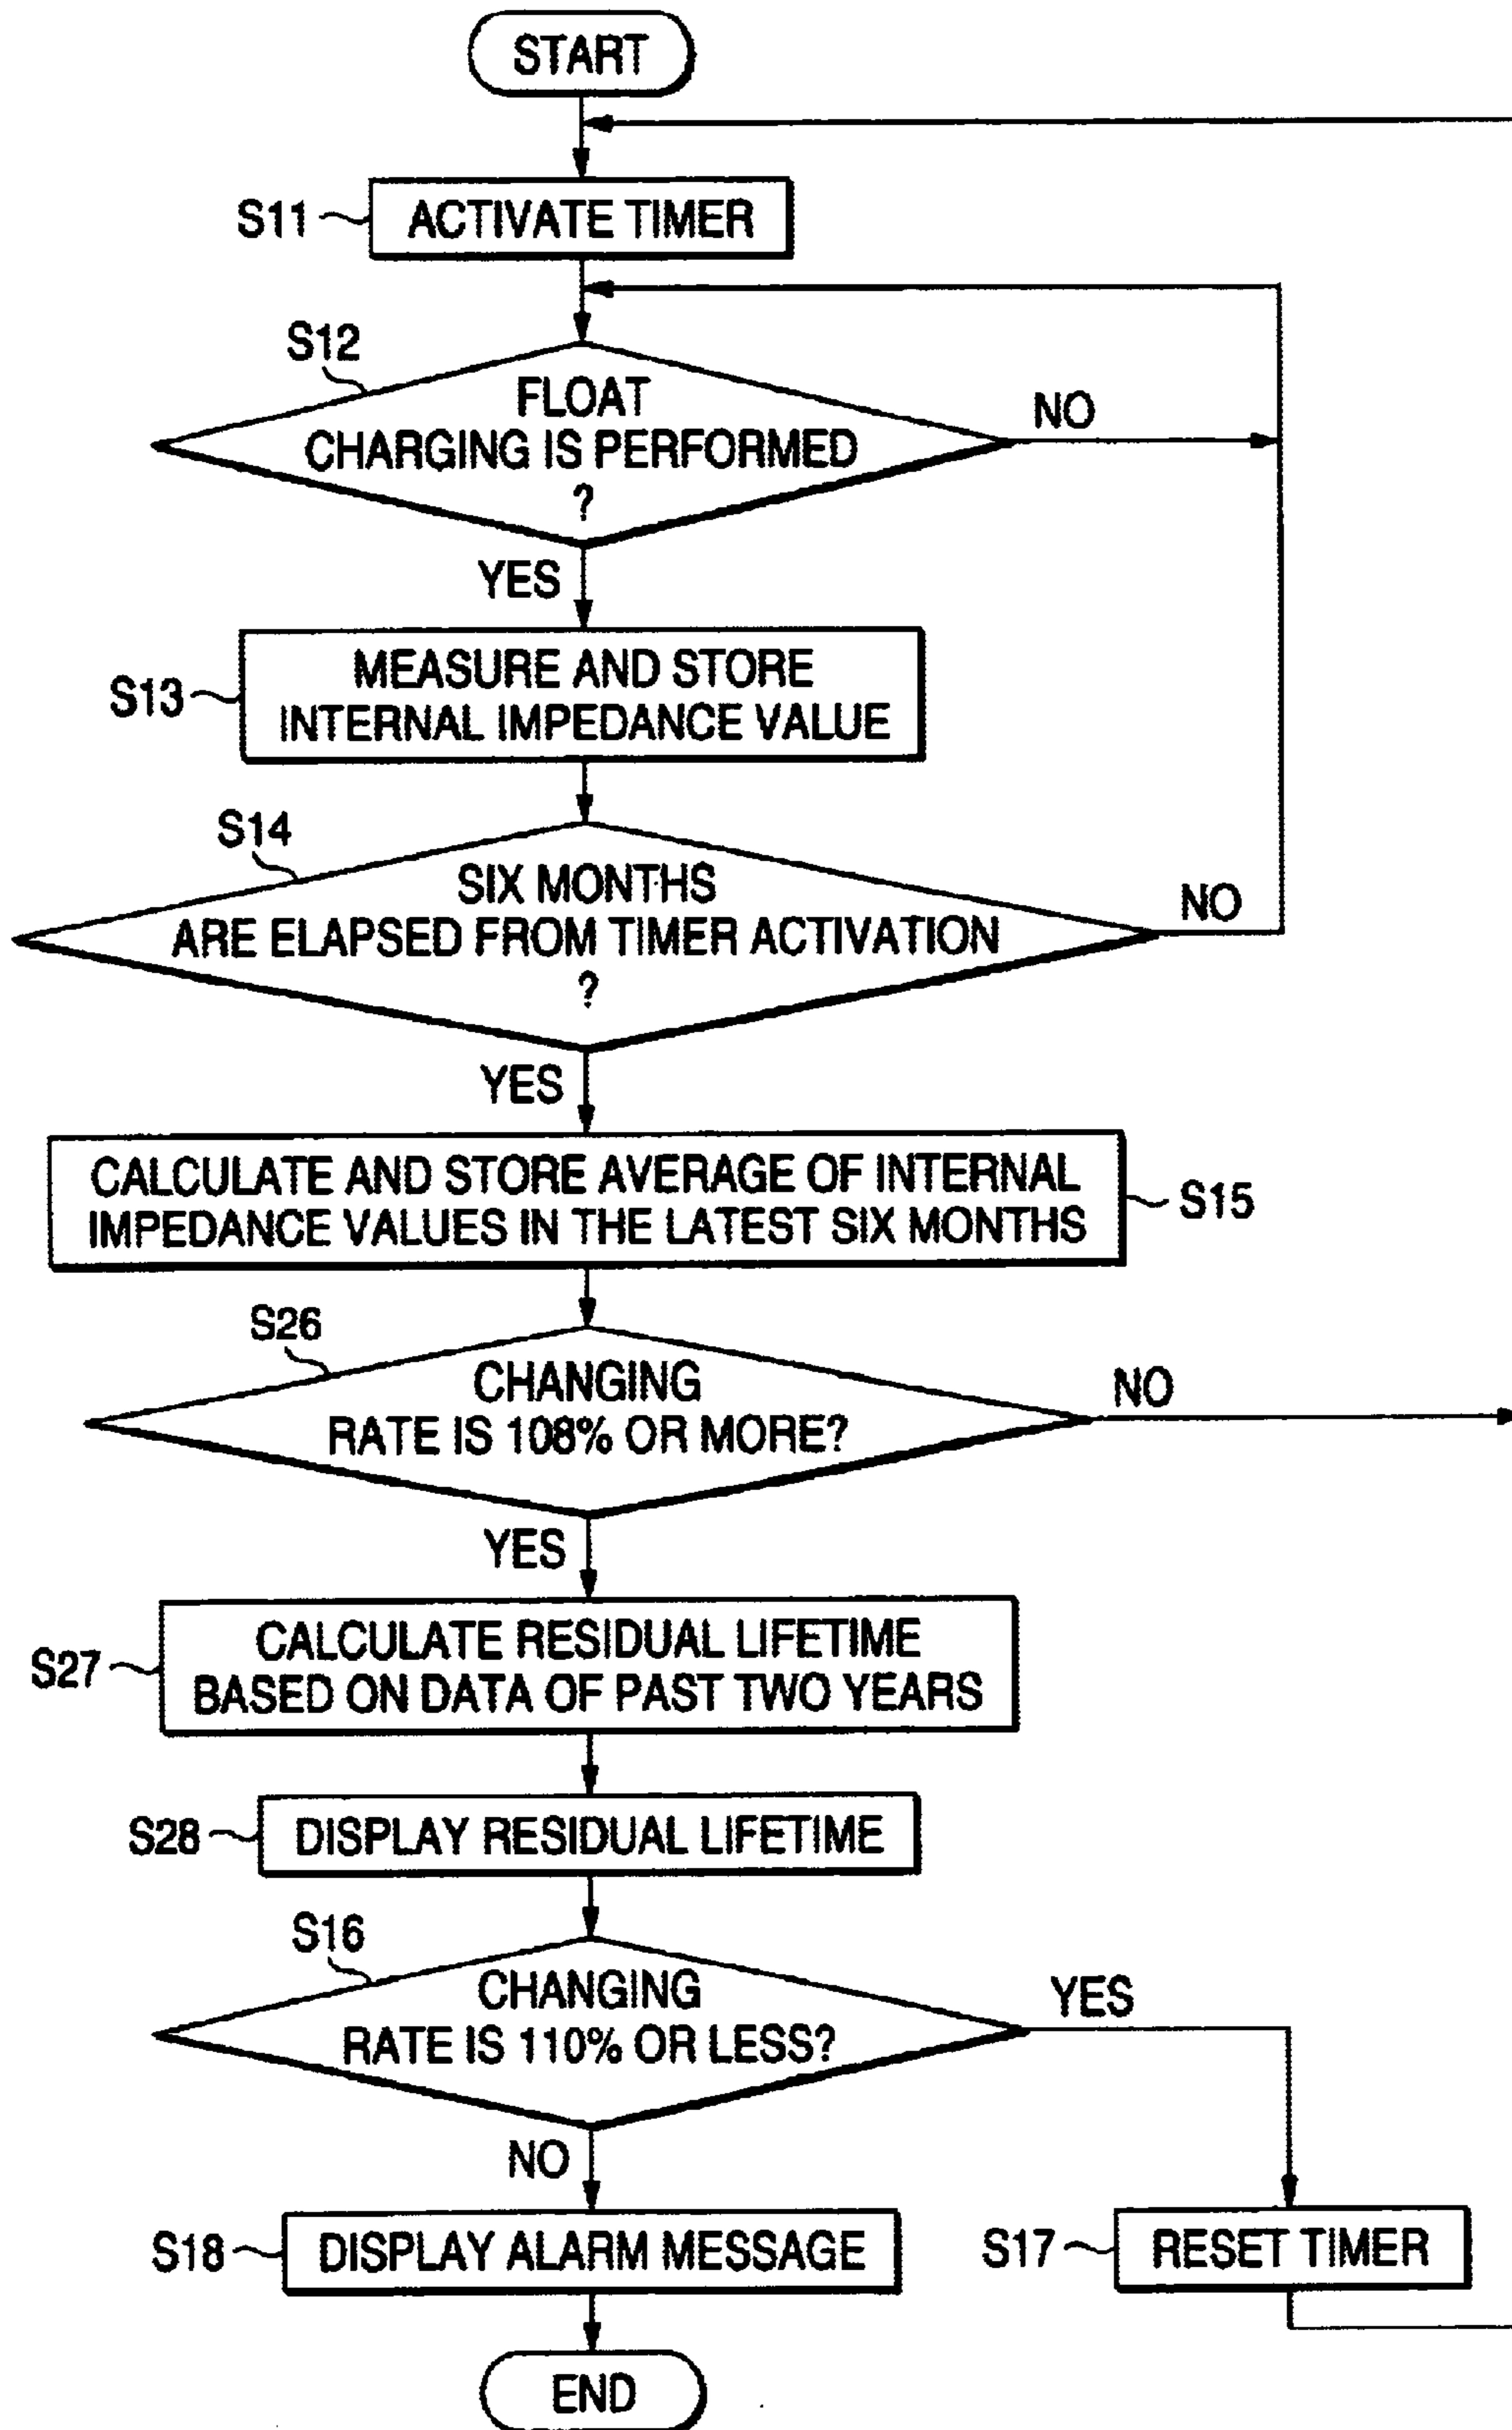 START
S11
ACTIVATE TIMER
S12
FLOAT
CHARGING IS PERFORMED
?
NO
YES
S13
MEASURE AND STORE
INTERNAL IMPEDANCE VALUE
S14
SIX MONTHS
ARE ELAPSED FROM TIMER ACTIVATION
?
NO
YES
CALCULATE AND STORE AVERAGE OF INTERNAL
IMPEDANCE VALUES IN THE LATEST SIX MONTHS
S15
S26
CHANGING
RATE IS 108% OR MORE?
NO
YES
S27
CALCULATE RESIDUAL LIFETIME
BASED ON DATA OF PAST TWO YEARS
S28
DISPLAY RESIDUAL LIFETIME
S16
CHANGING
RATE IS 110% OR LESS?
YES
NO
S18
DISPLAY ALARM MESSAGE
S17
RESET TIMER
END